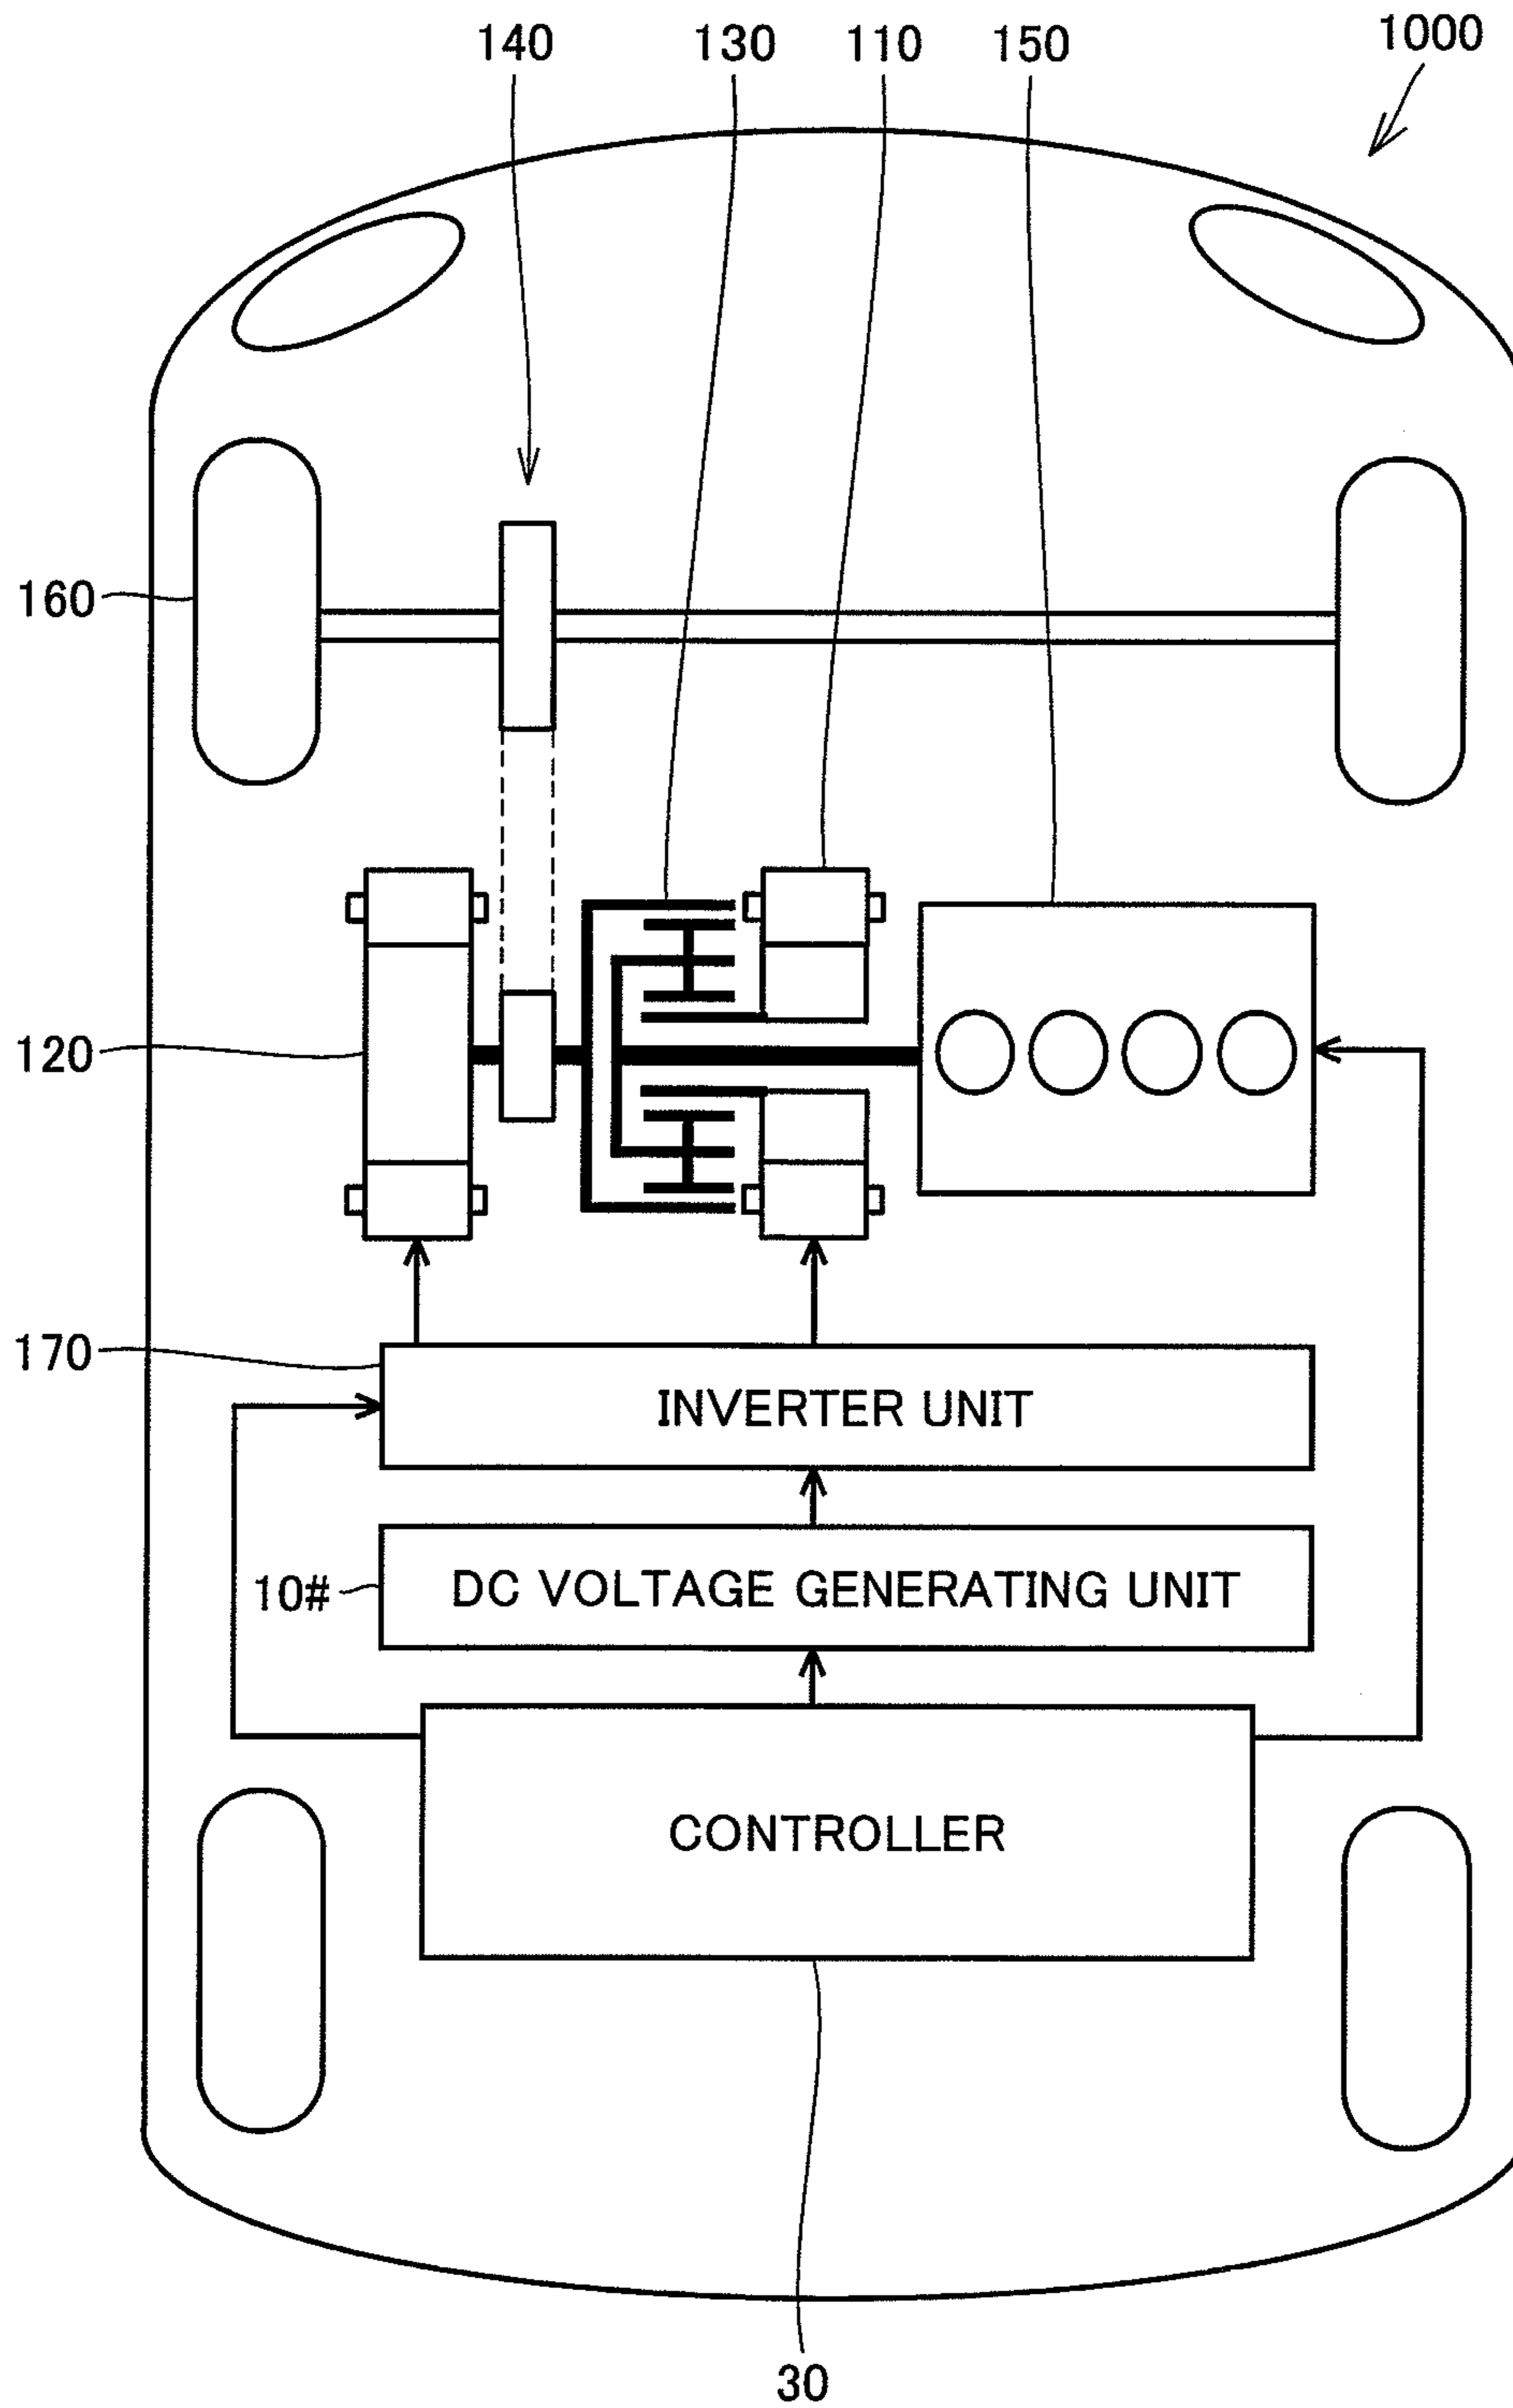 140 130 110 150 1000
160
120
170
INVERTER UNIT
10#
DC VOLTAGE GENERATING UNIT
CONTROLLER
30